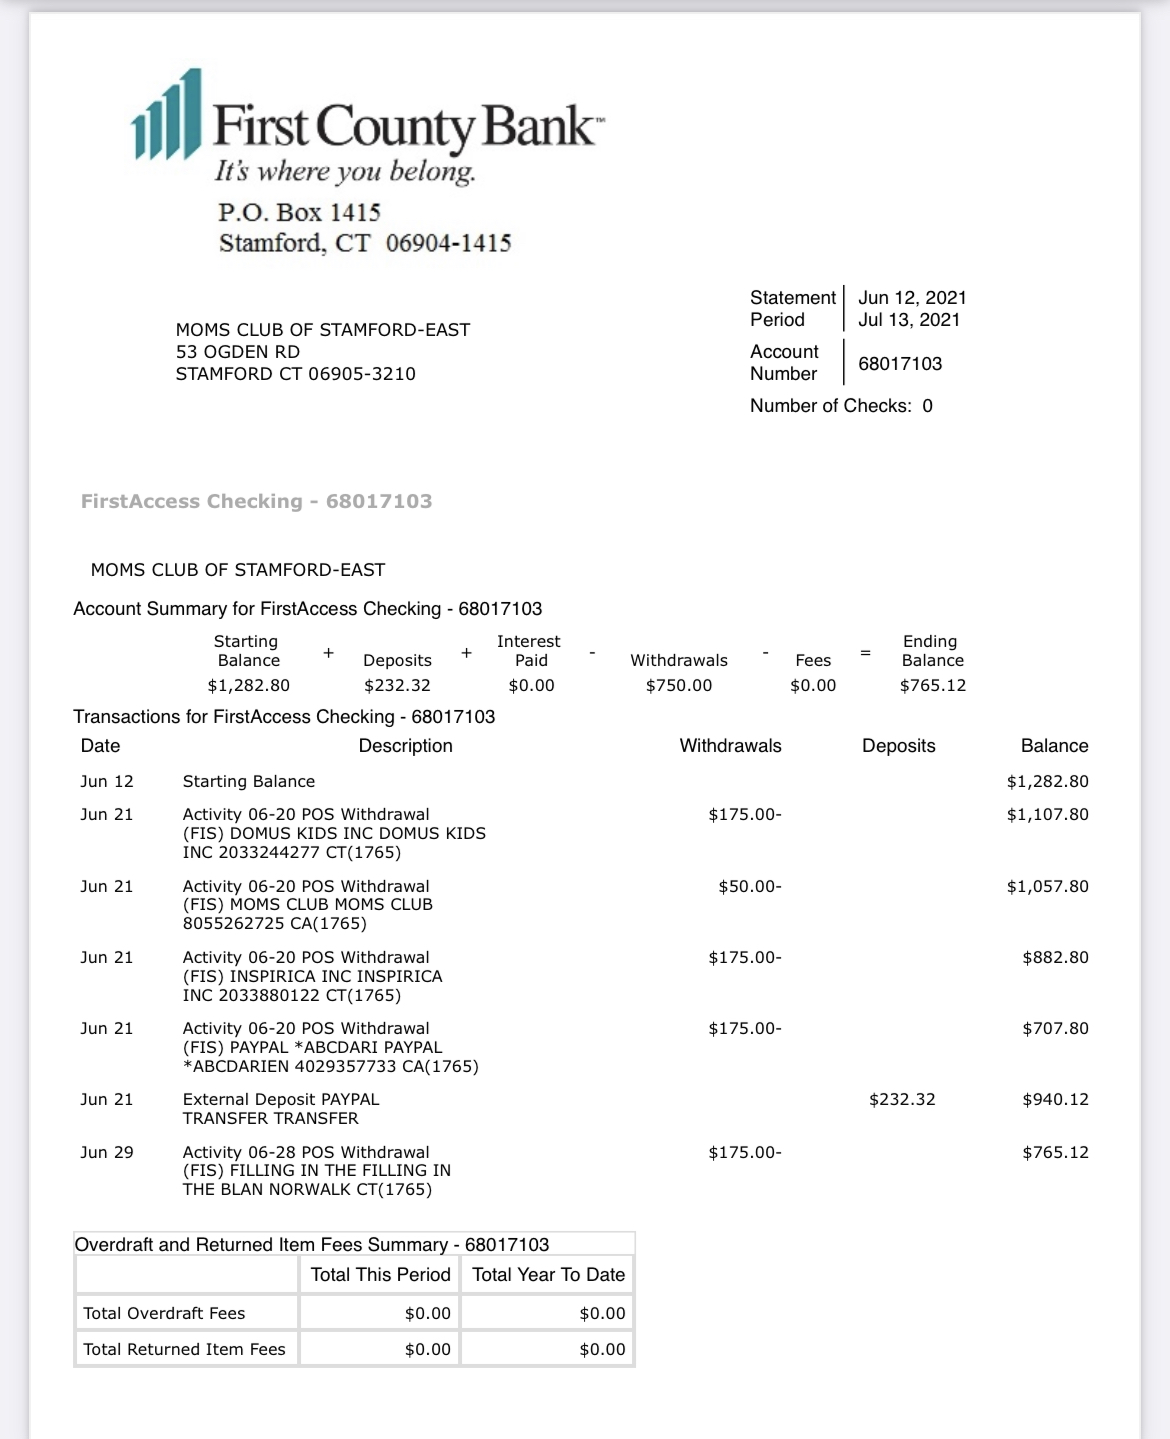 First County Bank™
It's where you belong.
P.O. Box 1415
Stamford, CT 06904-1415
Statement Period Jun 12, 2021
Jul 13, 2021
Account Number 68017103
Number of Checks: 0
MOMS CLUB OF STAMFORD-EAST
53 OGDEN RD
STAMFORD CT 06905-3210
FirstAccess Checking - 68017103
MOMS CLUB OF STAMFORD-EAST
Account Summary for FirstAccess Checking - 68017103
Starting Balance + Deposits + Interest Paid - Withdrawals - Fees = Ending Balance
$1,282.80 $232.32 $0.00 $750.00 $0.00 $765.12
Transactions for FirstAccess Checking - 68017103
Date Description Withdrawals Deposits Balance
Jun 12 Starting Balance $1,282.80
Jun 21 Activity 06-20 POS Withdrawal $175.00- $1,107.80
(FIS) DOMUS KIDS INC DOMUS KIDS
INC 2033244277 CT(1765)
Jun 21 Activity 06-20 POS Withdrawal $50.00- $1,057.80
(FIS) MOMS CLUB MOMS CLUB
8055262725 CA(1765)
Jun 21 Activity 06-20 POS Withdrawal $175.00- $882.80
(FIS) INSPIRICA INC INSPIRICA
INC 2033880122 CT(1765)
Jun 21 Activity 06-20 POS Withdrawal $175.00- $707.80
(FIS) PAYPAL *ABCDARI PAYPAL
*ABCDARIEN 4029357733 CA(1765)
Jun 21 External Deposit PAYPAL $232.32 $940.12
TRANSFER TRANSFER
Jun 29 Activity 06-28 POS Withdrawal $175.00- $765.12
(FIS) FILLING IN THE FILLING IN
THE BLAN NORWALK CT(1765)
Overdraft and Returned Item Fees Summary - 68017103
Total This Period Total Year To Date
Total Overdraft Fees $0.00 $0.00
Total Returned Item Fees $0.00 $0.00